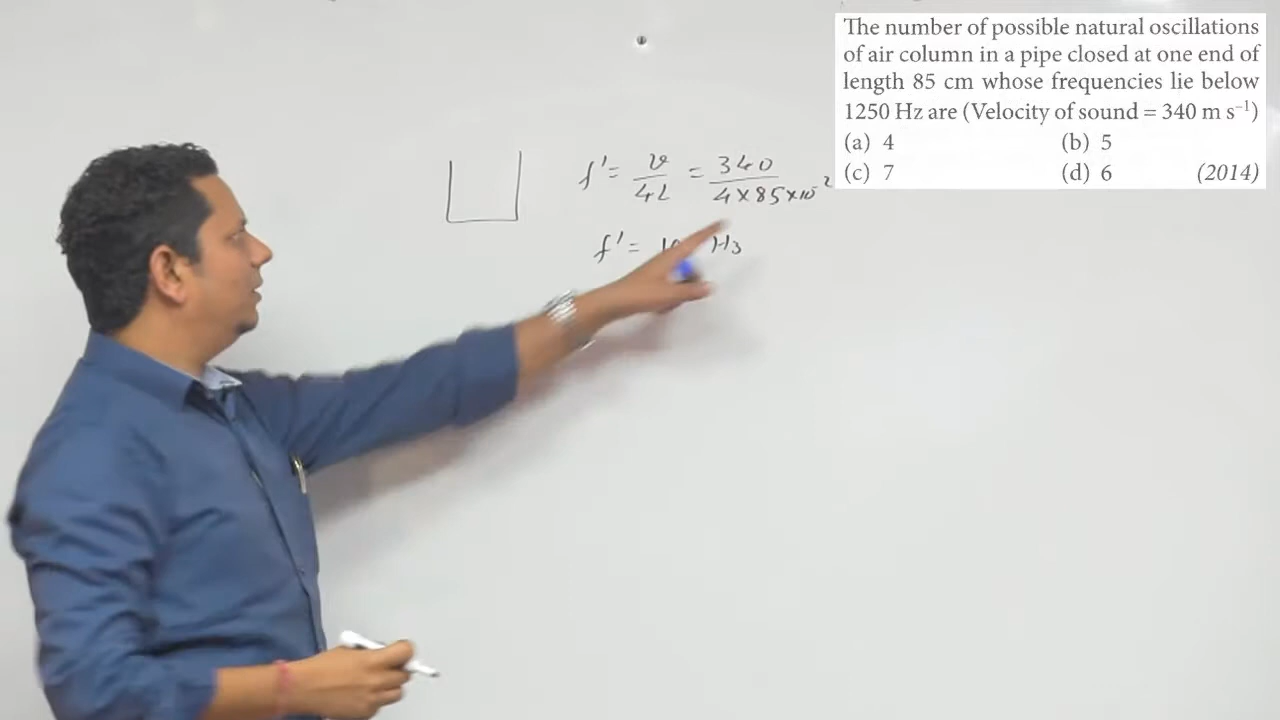 The number of possible natural oscillations
of air column in a pipe closed at one end of
length 85 cm whose frequencies lie below
1250 Hz are (Velocity of sound = 340 m s⁻¹)
(a) 4 (b) 5
(c) 7 (d) 6 (2014)
f' = v/4L = 340/4×85×10⁻²
f' = Hz